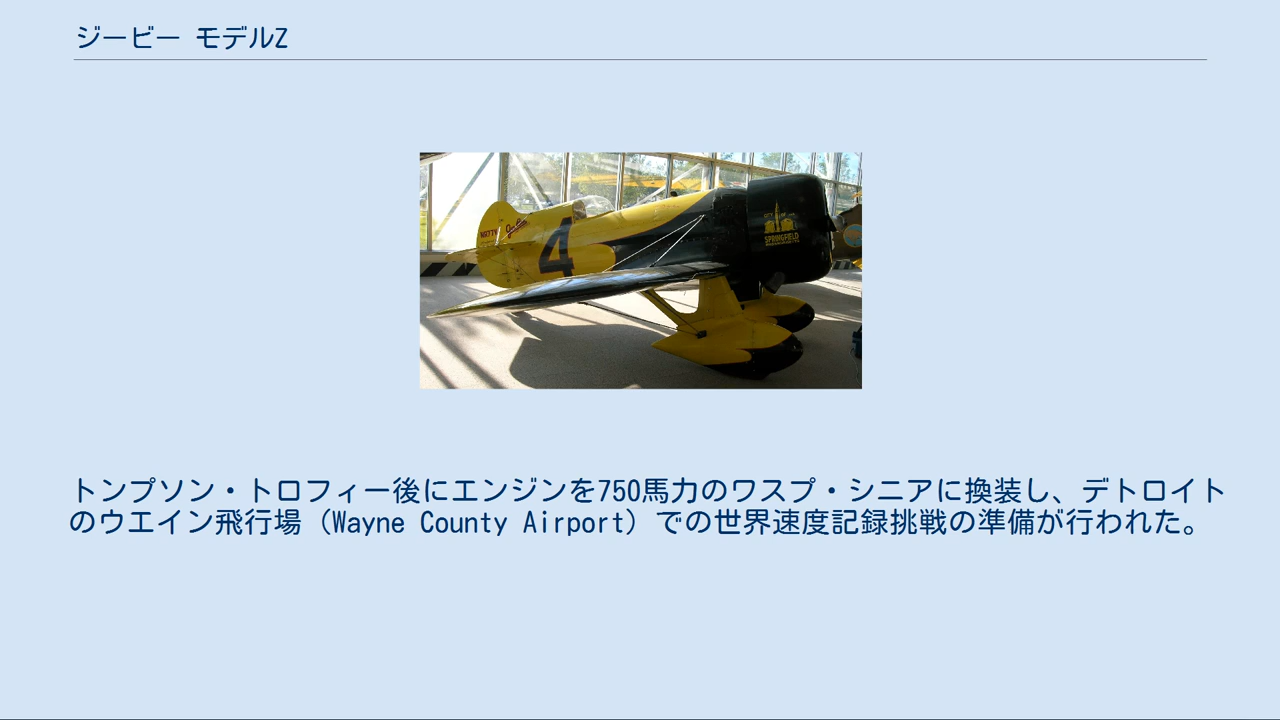 ジービー モデルZ
4
SPRINGFIELD
トンプソン・トロフィー後にエンジンを750馬力のワスプ・シニアに換装し、デトロイト
のウエイン飛行場（Wayne County Airport）での世界速度記録挑戦の準備が行われた。